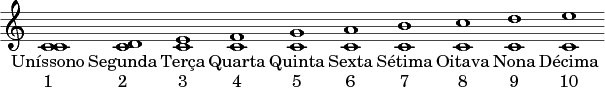 Uníssono Segunda Terça Quarta Quinta Sexta Sétima Oitava Nona Décima
1 2 3 4 5 6 7 8 9 10